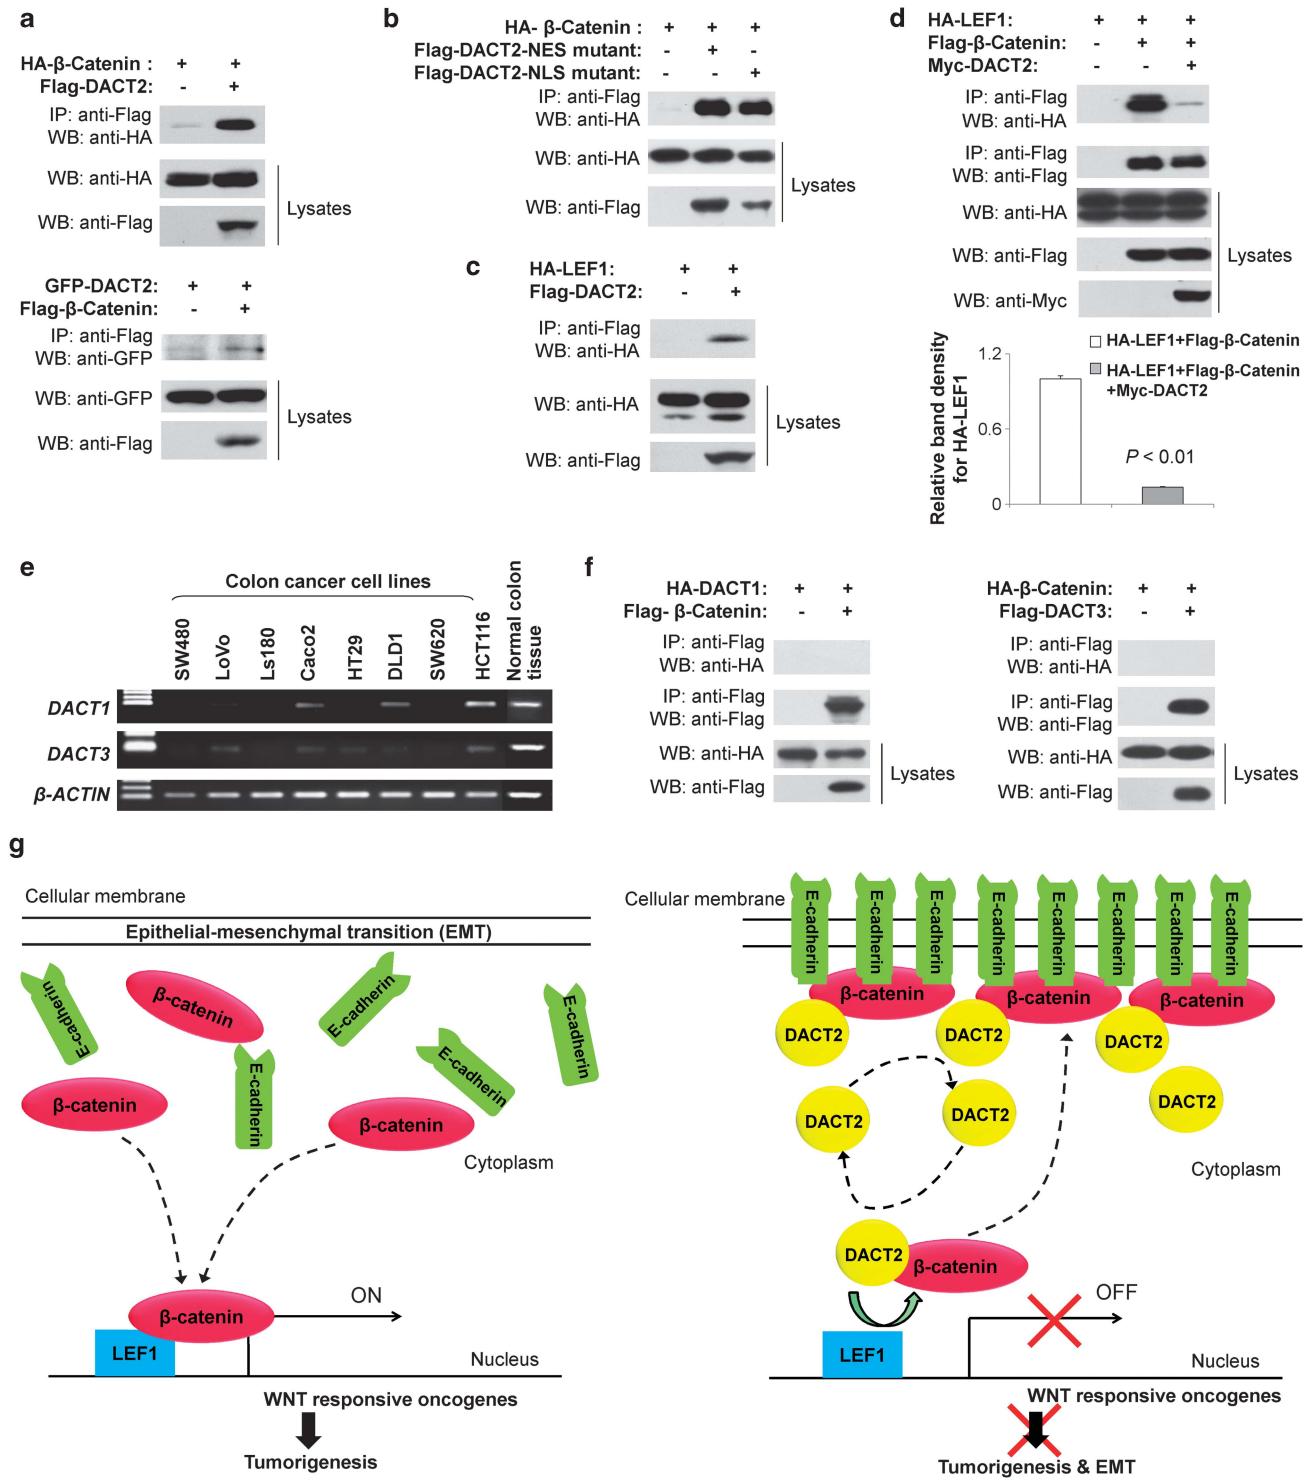 a
HA-β-Catenin : + +
Flag-DACT2: - +
IP: anti-Flag
WB: anti-HA
WB: anti-HA
WB: anti-Flag
Lysates
GFP-DACT2: + +
Flag-β-Catenin: - +
IP: anti-Flag
WB: anti-GFP
WB: anti-GFP
WB: anti-Flag
Lysates
b
HA- β-Catenin : + + +
Flag-DACT2-NES mutant: - + -
Flag-DACT2-NLS mutant: - - +
IP: anti-Flag
WB: anti-HA
WB: anti-HA
WB: anti-Flag
Lysates
c
HA-LEF1: + +
Flag-DACT2: - +
IP: anti-Flag
WB: anti-HA
WB: anti-HA
WB: anti-Flag
Lysates
d
HA-LEF1: + + +
Flag-β-Catenin: - + +
Myc-DACT2: - - +
IP: anti-Flag
WB: anti-HA
IP: anti-Flag
WB: anti-Flag
WB: anti-HA
WB: anti-Flag
WB: anti-Myc
Lysates
Relative band density
for HA-LEF1
1.2
0.6
0
HA-LEF1+Flag-β-Catenin
HA-LEF1+Flag-β-Catenin
+Myc-DACT2
P < 0.01
e
Colon cancer cell lines
SW480
LoVo
Ls180
Caco2
HT29
DLD1
SW620
HCT116
Normal colon
tissue
DACT1
DACT3
β-ACTIN
f
HA-DACT1: + +
Flag- β-Catenin: - +
IP: anti-Flag
WB: anti-HA
IP: anti-Flag
WB: anti-Flag
WB: anti-HA
WB: anti-Flag
Lysates
HA-β-Catenin: + +
Flag-DACT3: - +
IP: anti-Flag
WB: anti-HA
IP: anti-Flag
WB: anti-Flag
WB: anti-HA
WB: anti-Flag
Lysates
g
Cellular membrane
Epithelial-mesenchymal transition (EMT)
E-cadherin
β-catenin
E-cadherin
E-cadherin
E-cadherin
E-cadherin
β-catenin
β-catenin
Cytoplasm
β-catenin
ON
LEF1
Nucleus
WNT responsive oncogenes
Tumorigenesis
Cellular membrane
E-cadherin
E-cadherin
E-cadherin
E-cadherin
E-cadherin
E-cadherin
E-cadherin
E-cadherin
β-catenin
β-catenin
β-catenin
DACT2
DACT2
DACT2
DACT2
DACT2
DACT2
Cytoplasm
DACT2
β-catenin
OFF
LEF1
Nucleus
WNT responsive oncogenes
Tumorigenesis & EMT